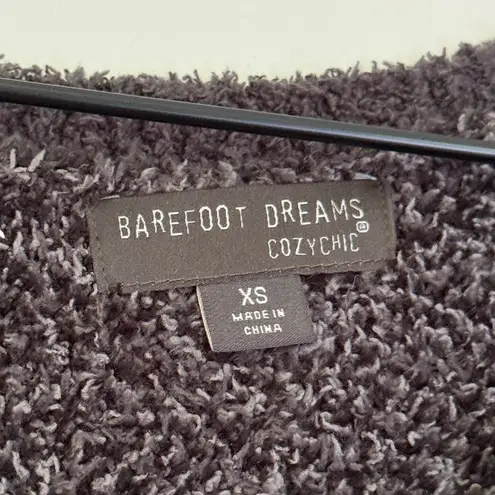 BAREFOOT DREAMS
COZYCHIC®
XS
MADE IN
CHINA